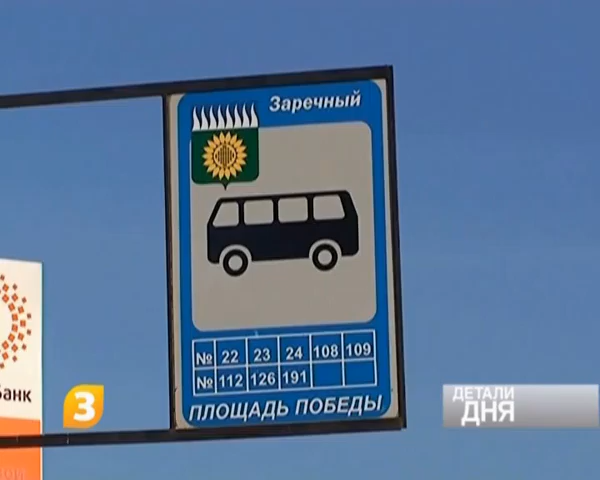 Заречный
№ 22 23 24 108 109
№ 112 126 191
ПЛОЩАДЬ ПОБЕДЫ
Банк
3
ДЕТАЛИ
ДНЯ